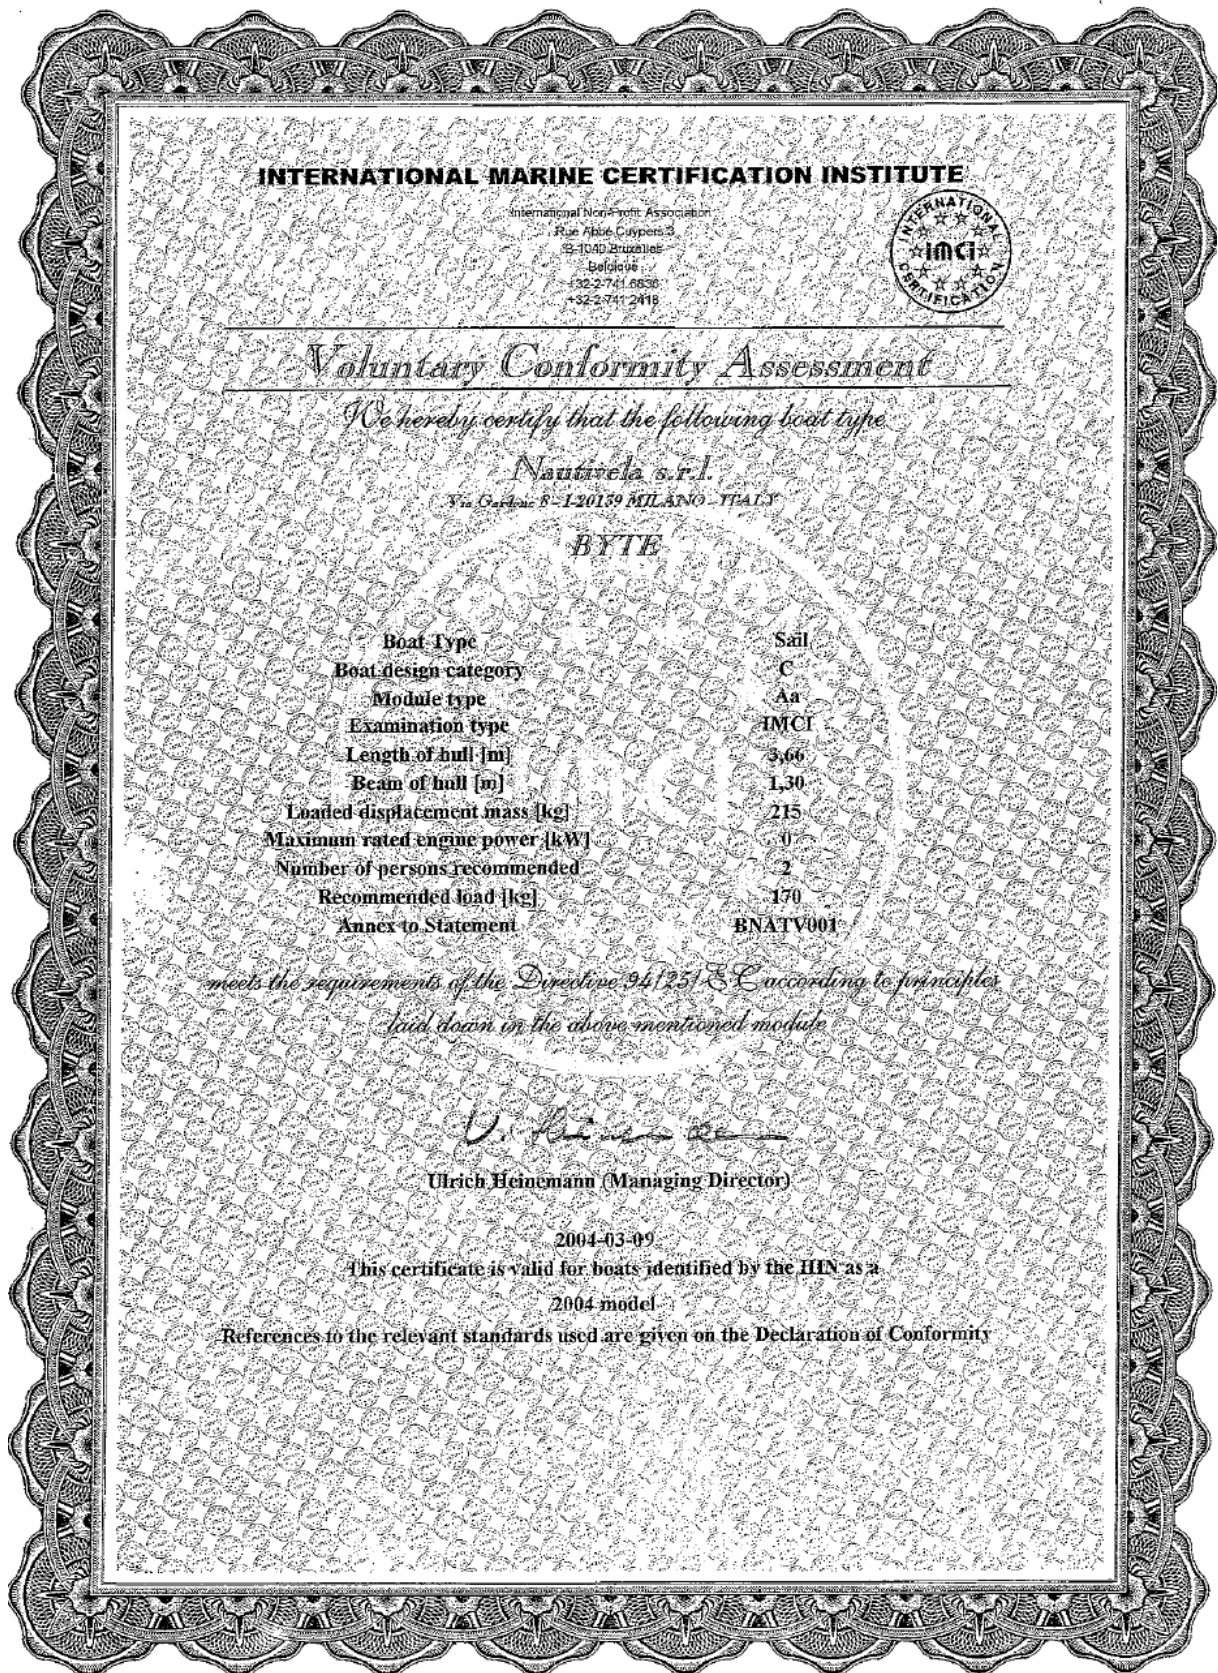 INTERNATIONAL MARINE CERTIFICATION INSTITUTE
International Non-Profit Association
Rue Abbé Cuypers 3
B-1040 Bruxelles
Belgique
+32-2-741 6836
+32-2-741 2418
INTERNATIONAL
IMCI
CERTIFICATION
Voluntary Conformity Assessment
We hereby certify that the following boat type
Nautivela s.r.l.
Via 8 – I-20159 MILANO - ITALY
BYTE
Boat Type Sail
Boat design category C
Module type Aa
Examination type IMCI
Length of hull [m] 3,66
Beam of hull [m] 1,30
Loaded displacement mass [kg] 215
Maximum rated engine power [kW] 0
Number of persons recommended 2
Recommended load [kg] 170
Annex to Statement BNATV001
meets the requirements of the Directive 94/25/EC according to principles
laid down in the above mentioned module
Ulrich Heinemann (Managing Director)
2004-03-09
This certificate is valid for boats identified by the HIN as a
2004 model
References to the relevant standards used are given on the Declaration of Conformity